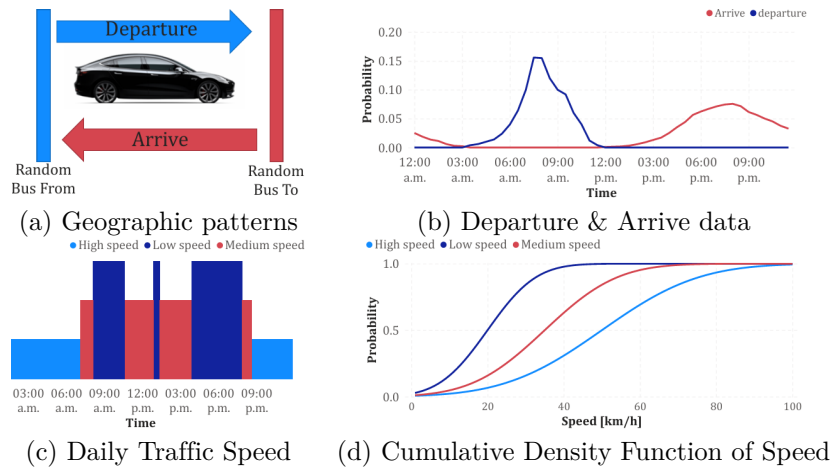 Departure
Arrive
Random
Bus From
Random
Bus To
(a) Geographic patterns
Arrive departure
Probability
0.20
0.15
0.10
0.05
0.00
12:00 03:00 06:00 09:00 12:00 03:00 06:00 09:00
a.m. a.m. a.m. a.m. p.m. p.m. p.m. p.m.
Time
(b) Departure & Arrive data
High speed Low speed Medium speed
03:00 06:00 09:00 12:00 03:00 06:00 09:00
a.m. a.m. a.m. p.m. p.m. p.m. p.m.
Time
(c) Daily Traffic Speed
High speed Low speed Medium speed
Probability
1.0
0.5
0.0
0 20 40 60 80 100
Speed [km/h]
(d) Cumulative Density Function of Speed